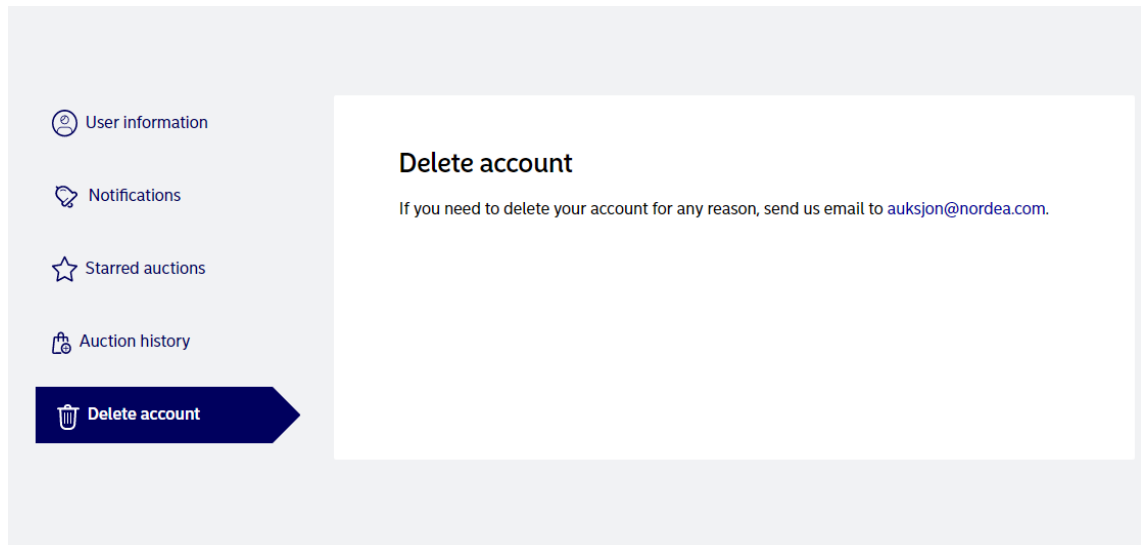 User information
Notifications
Starred auctions
Auction history
Delete account
Delete account
If you need to delete your account for any reason, send us email to auksjon@nordea.com.